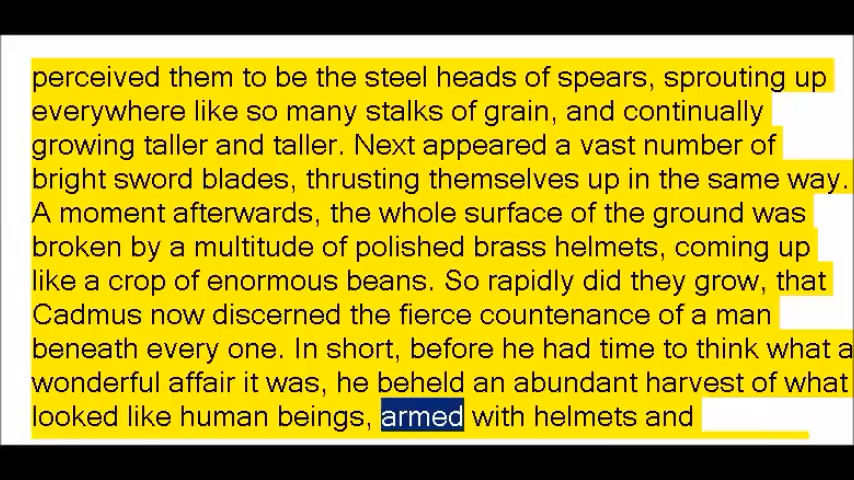 perceived them to be the steel heads of spears, sprouting up
everywhere like so many stalks of grain, and continually
growing taller and taller. Next appeared a vast number of
bright sword blades, thrusting themselves up in the same way.
A moment afterwards, the whole surface of the ground was
broken by a multitude of polished brass helmets, coming up
like a crop of enormous beans. So rapidly did they grow, that
Cadmus now discerned the fierce countenance of a man
beneath every one. In short, before he had time to think what a
wonderful affair it was, he beheld an abundant harvest of what
looked like human beings, armed with helmets and